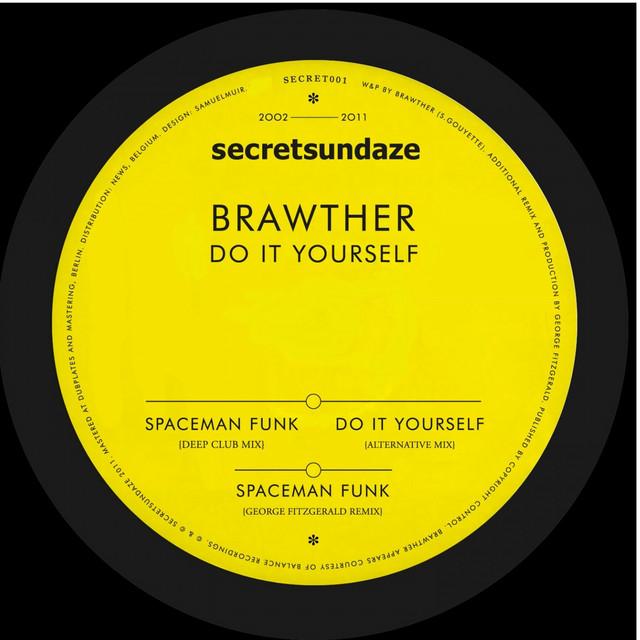 SECRET001
W&P BY BRAWTHER (S.GOUYETTE). ADDITIONAL REMIX AND PRODUCTION BY GEORGE FITZGERALD. PUBLISHED BY COPYRIGHT CONTROL. BRAWTHER APPEARS COURTESY OF BALANCE RECORDINGS. ℗ & © SECRETSUNDAZE 2011. MASTERED AT DUBPLATES AND MASTERING, BERLIN. DISTRIBUTION: NEWS, BELGIUM. DESIGN: SAMUELMUIR.
*
2002 2011
secretsundaze
BRAWTHER
DO IT YOURSELF
SPACEMAN FUNK DO IT YOURSELF
[DEEP CLUB MIX] [ALTERNATIVE MIX]
SPACEMAN FUNK
[GEORGE FITZGERALD REMIX]
*